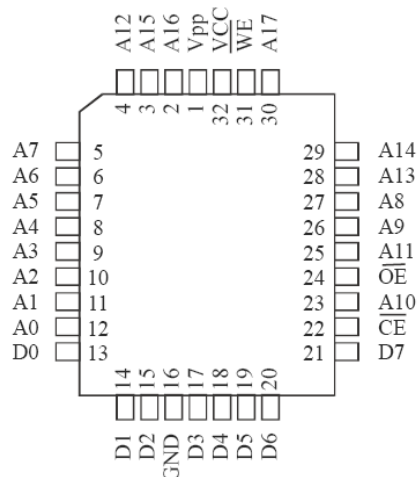 A12 A15 A16 Vpp VCC WE A17
4 3 2 1 32 31 30
A7 5 29 A14
A6 6 28 A13
A5 7 27 A8
A4 8 26 A9
A3 9 25 A11
A2 10 24 OE
A1 11 23 A10
A0 12 22 CE
D0 13 21 D7
14 15 16 17 18 19 20
D1 D2 GND D3 D4 D5 D6